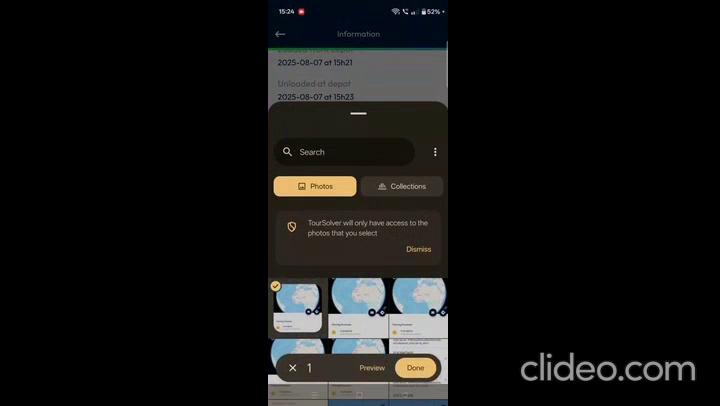 15:24
52%
Information
2025-08-07 at 15h21
Unloaded at depot
2025-08-07 at 15h23
Search
Photos
Collections
TourSolver will only have access to the
photos that you select
Dismiss
1
Preview
Done
clideo.com